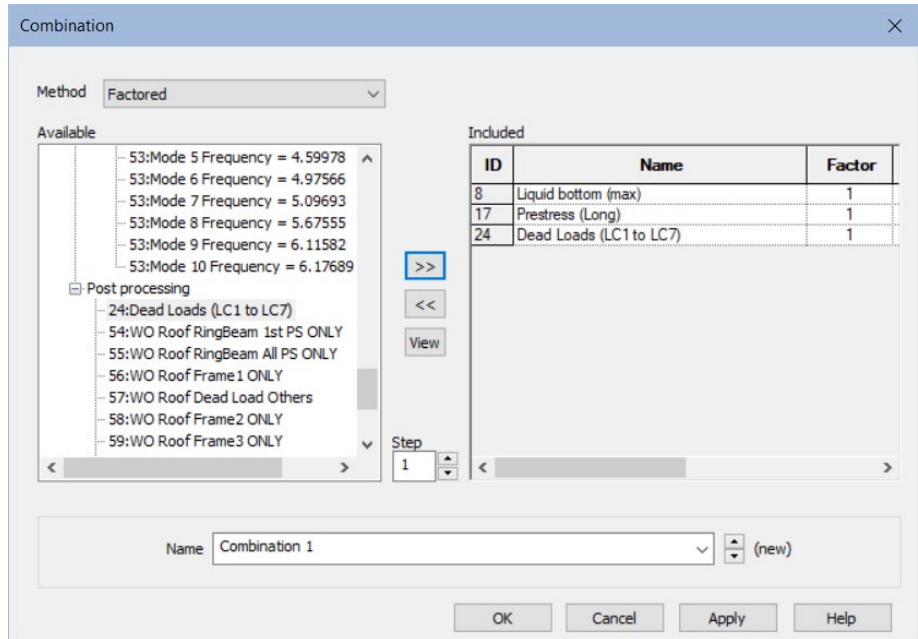 Combination
Method Factored
Available
53:Mode 5 Frequency = 4.59978
53:Mode 6 Frequency = 4.97566
53:Mode 7 Frequency = 5.09693
53:Mode 8 Frequency = 5.67555
53:Mode 9 Frequency = 6.11582
53:Mode 10 Frequency = 6.17689
Post processing
24:Dead Loads (LC1 to LC7)
54:WO Roof RingBeam 1st PS ONLY
55:WO Roof RingBeam All PS ONLY
56:WO Roof Frame1 ONLY
57:WO Roof Dead Load Others
58:WO Roof Frame2 ONLY
59:WO Roof Frame3 ONLY
>>
<<
View
Step
1
Included
ID Name Factor
8 Liquid bottom (max) 1
17 Prestress (Long) 1
24 Dead Loads (LC1 to LC7) 1
Name Combination 1 (new)
OK Cancel Apply Help